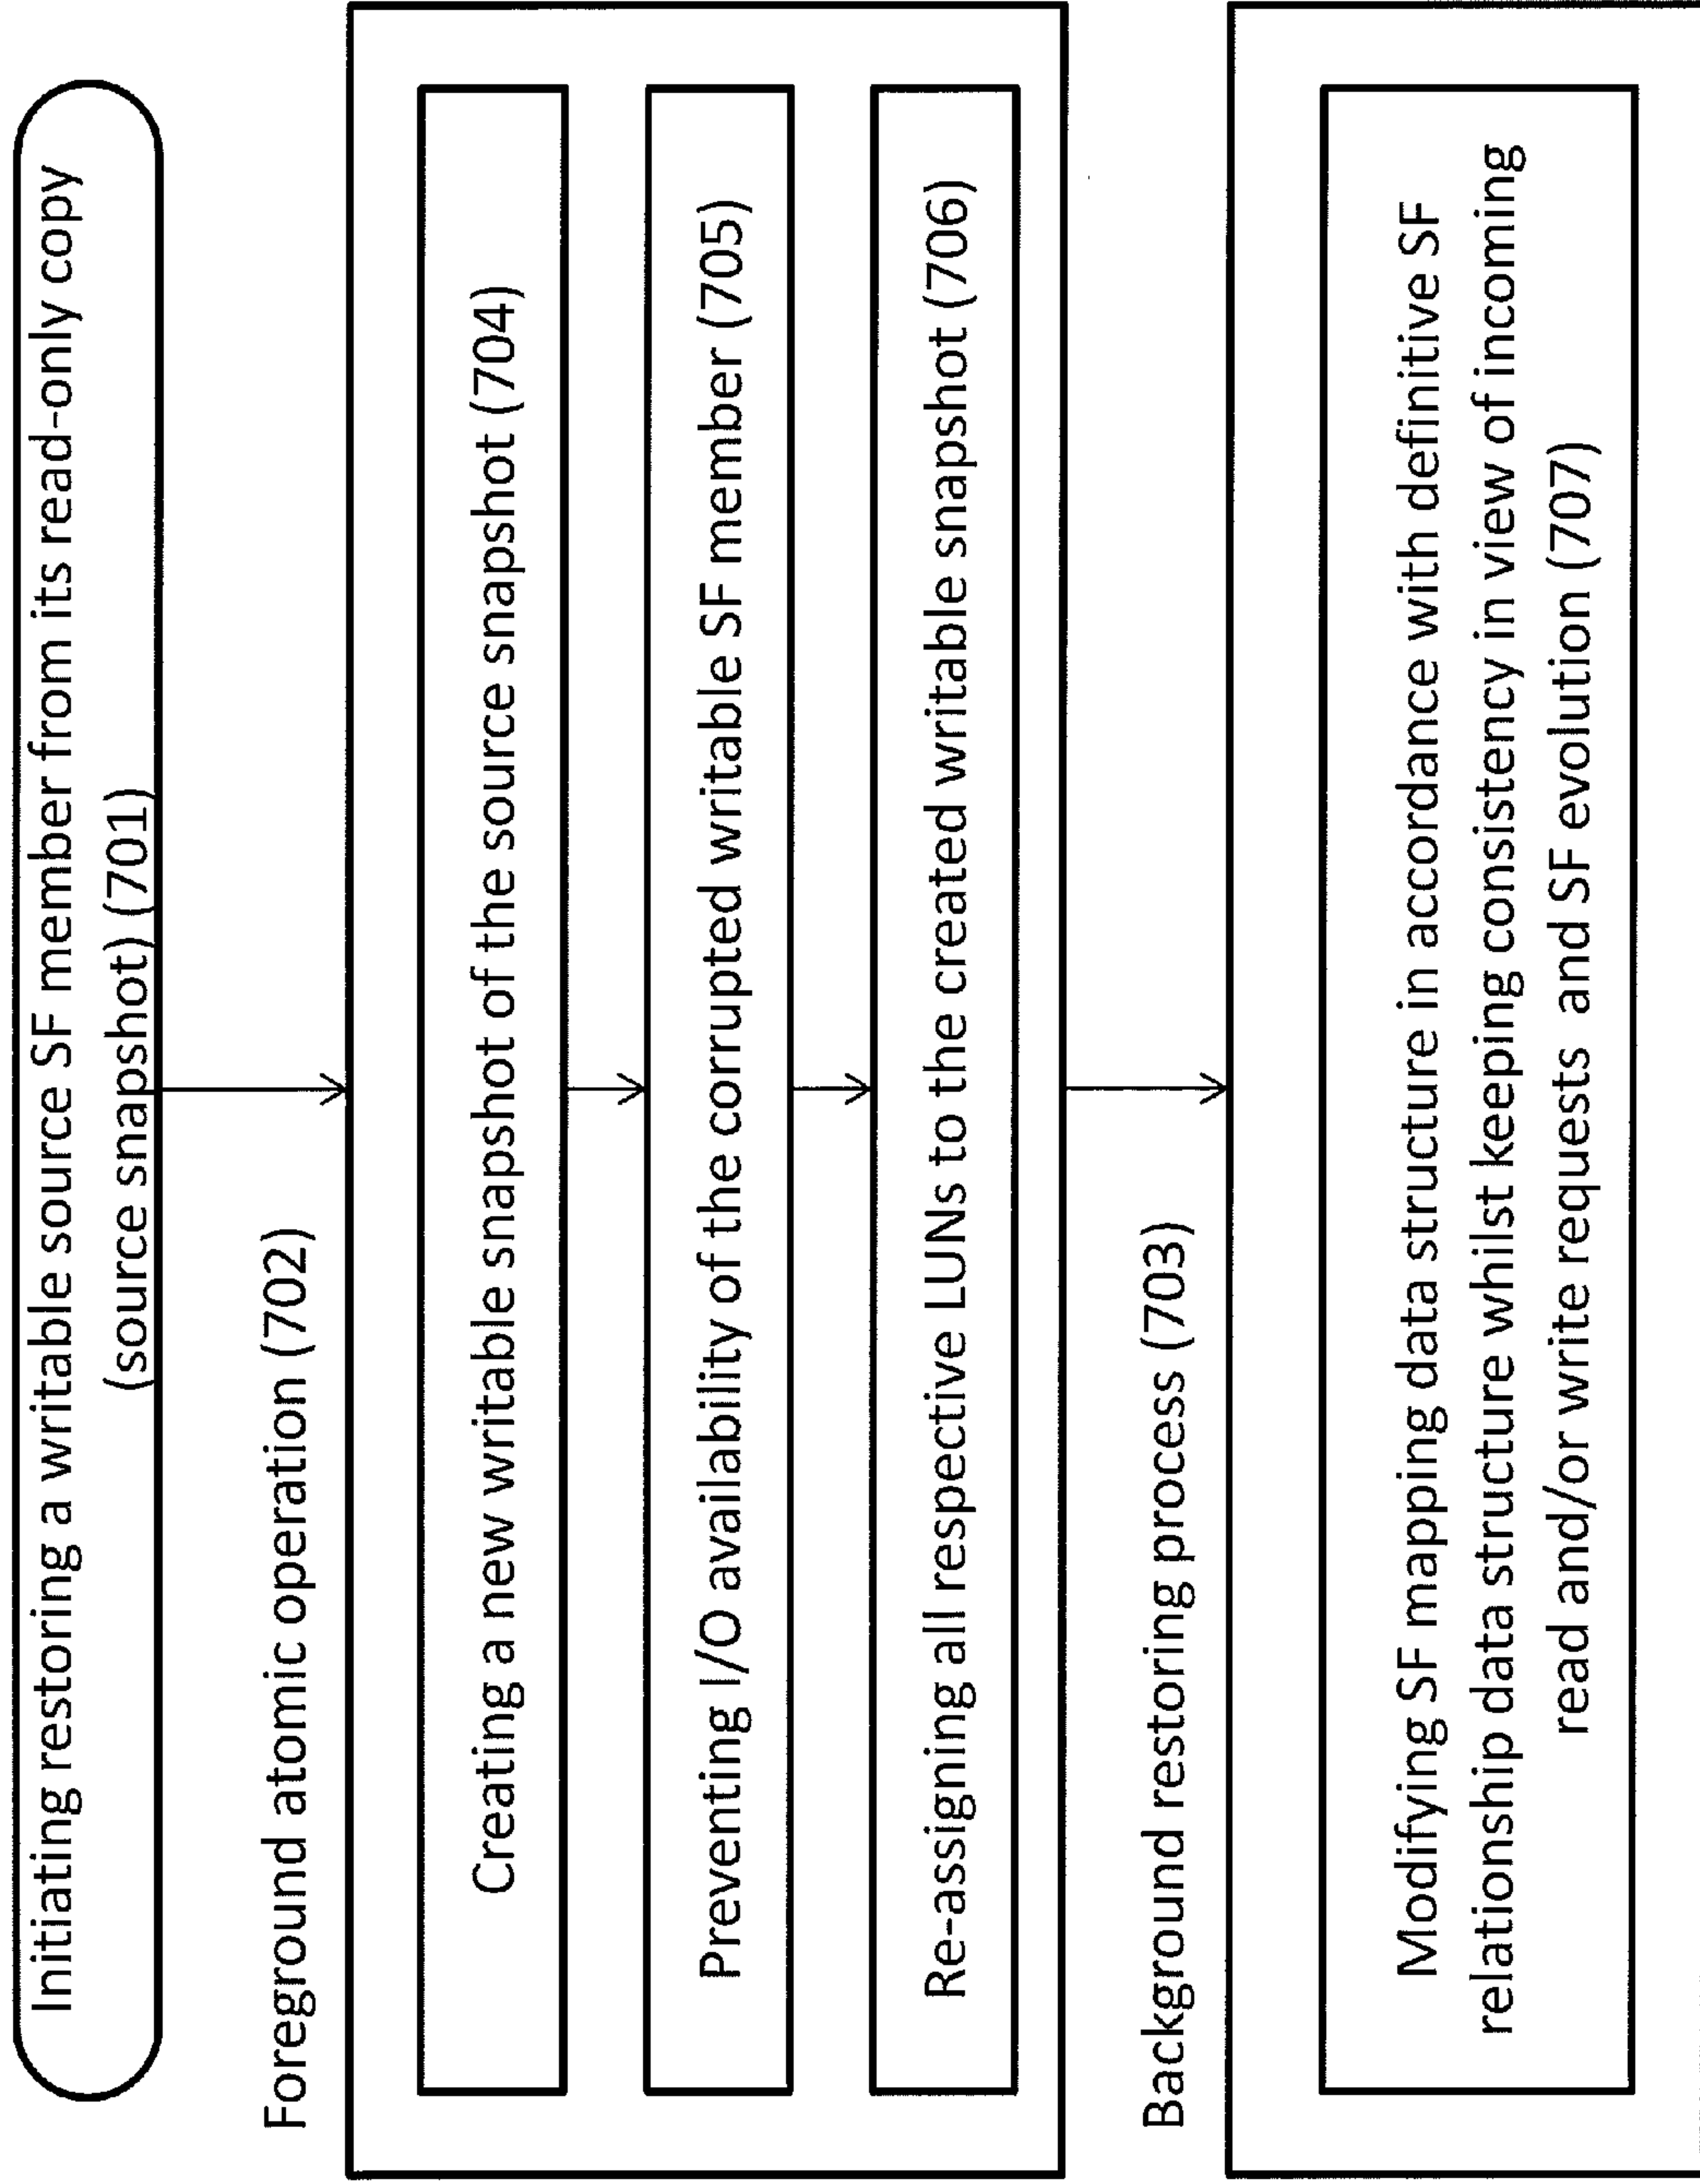 Initiating restoring a writable source SF member from its read-only copy
(source snapshot) (701)
Foreground atomic operation (702)
Creating a new writable snapshot of the source snapshot (704)
Preventing I/O availability of the corrupted writable SF member (705)
Re-assigning all respective LUNs to the created writable snapshot (706)
Background restoring process (703)
Modifying SF mapping data structure in accordance with definitive SF
relationship data structure whilst keeping consistency in view of incoming
read and/or write requests and SF evolution (707)